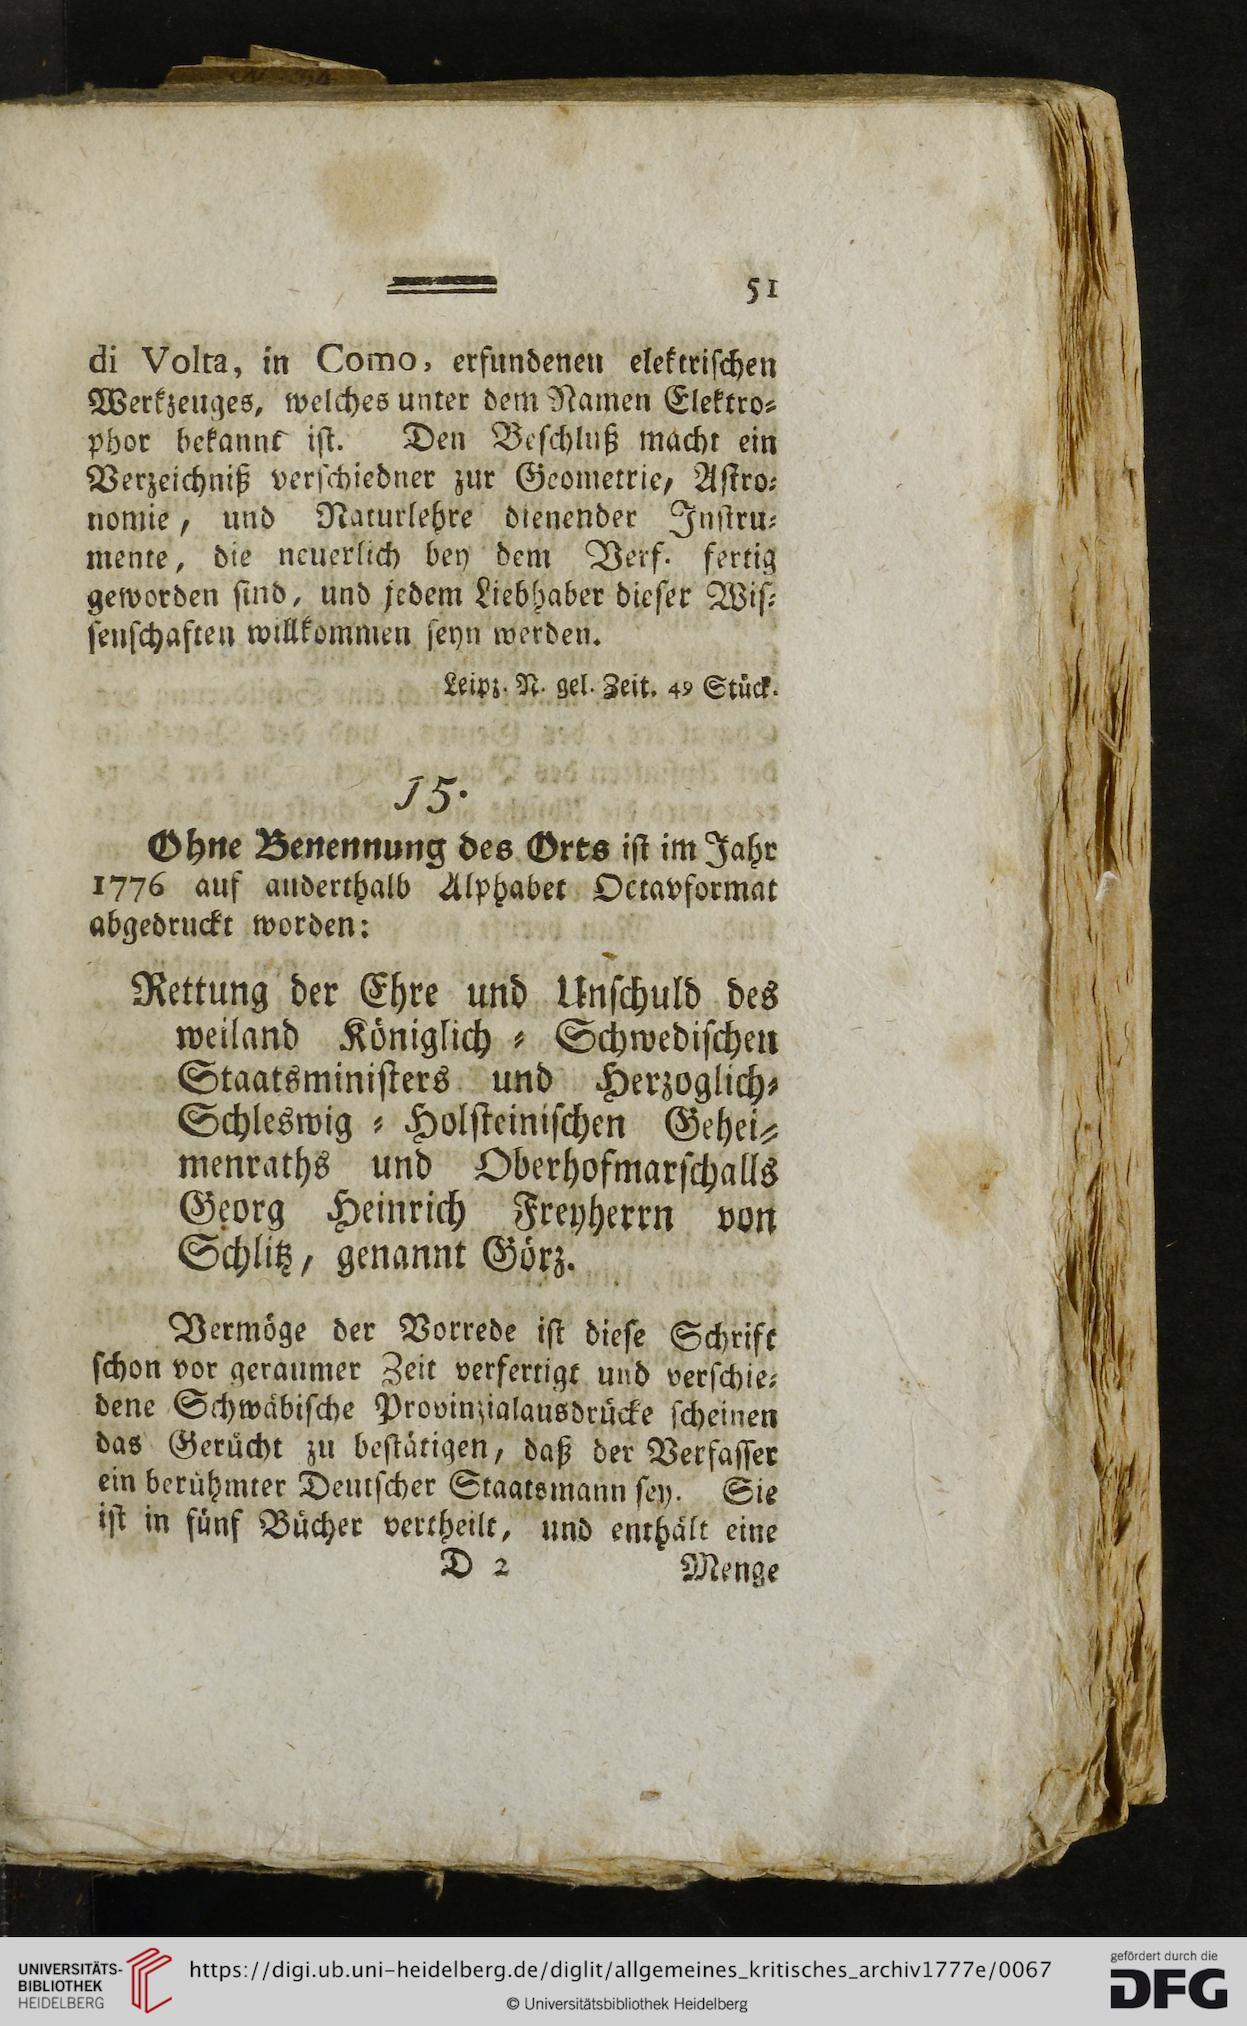 51
di Volta, in Como, erfundenen elektrischen
Werkzeuges, welches unter dem Namen Elektro-
phor bekannt ist. Den Beschluß macht ein
Verzeichniß verschiedner zur Geometrie, Astro-
nomie, und Naturlehre dienender Instru-
mente, die neuerlich bey dem Verf. fertig
geworden sind, und jedem Liebhaber dieser Wis-
senschaften willkommen seyn werden.
Leipz. N. gel. Zeit. 49 Stück.
15.
Ohne Benennung des Orts ist im Jahr
1776 auf anderthalb Alphabet Octavformat
abgedruckt worden:
Rettung der Ehre und Unschuld des
weiland Königlich-Schwedischen
Staatsministers und Herzoglich-
Schleswig-Holsteinischen Gehei-
menraths und Oberhofmarschalls
Georg Heinrich Freyherrn von
Schlitz, genannt Görz.
Vermöge der Vorrede ist diese Schrift
schon vor geraumer Zeit verfertigt und verschie-
dene Schwäbische Provinzialausdrücke scheinen
das Gerücht zu bestätigen, daß der Verfasser
ein berühmter Deutscher Staatsmann sey. Sie
ist in fünf Bücher vertheilt, und enthält eine
D 2 Menge
UNIVERSITÄTS-
BIBLIOTHEK
HEIDELBERG
https://digi.ub.uni-heidelberg.de/diglit/allgemeines_kritisches_archiv1777e/0067
© Universitätsbibliothek Heidelberg
gefördert durch die
DFG